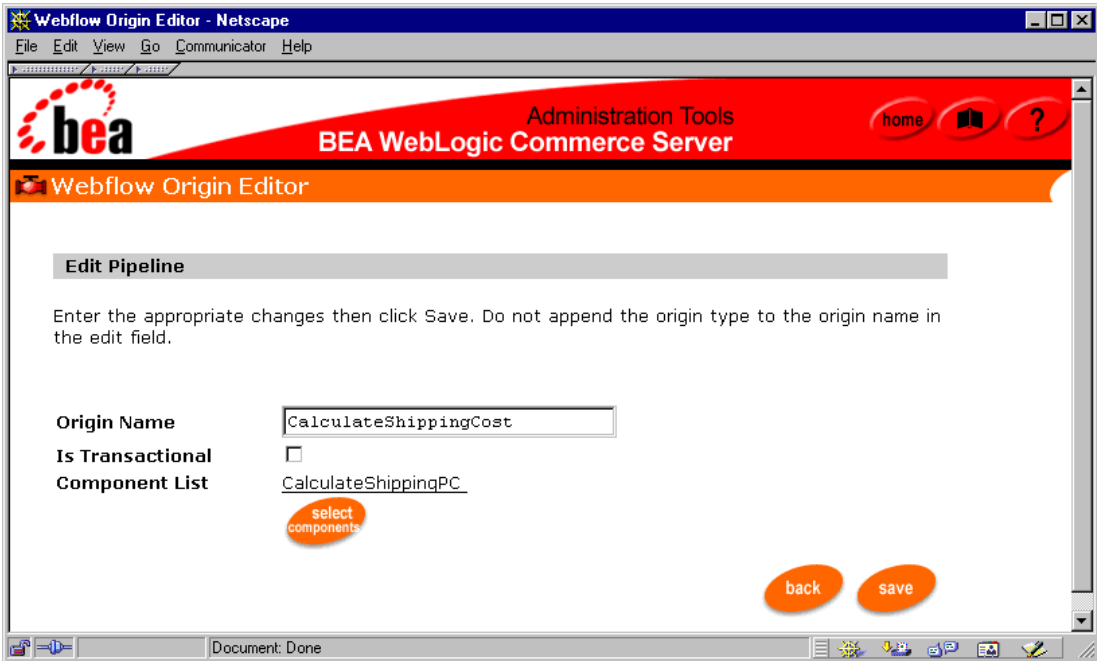 Webflow Origin Editor - Netscape
File Edit View Go Communicator Help
bea
Administration Tools
BEA WebLogic Commerce Server
home
?
Webflow Origin Editor
Edit Pipeline
Enter the appropriate changes then click Save. Do not append the origin type to the origin name in
the edit field.
Origin Name CalculateShippingCost
Is Transactional
Component List CalculateShippingPC
select
components
back save
Document: Done